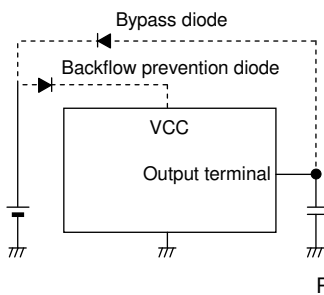 Bypass diode
Backflow prevention diode
VCC
Output terminal
F